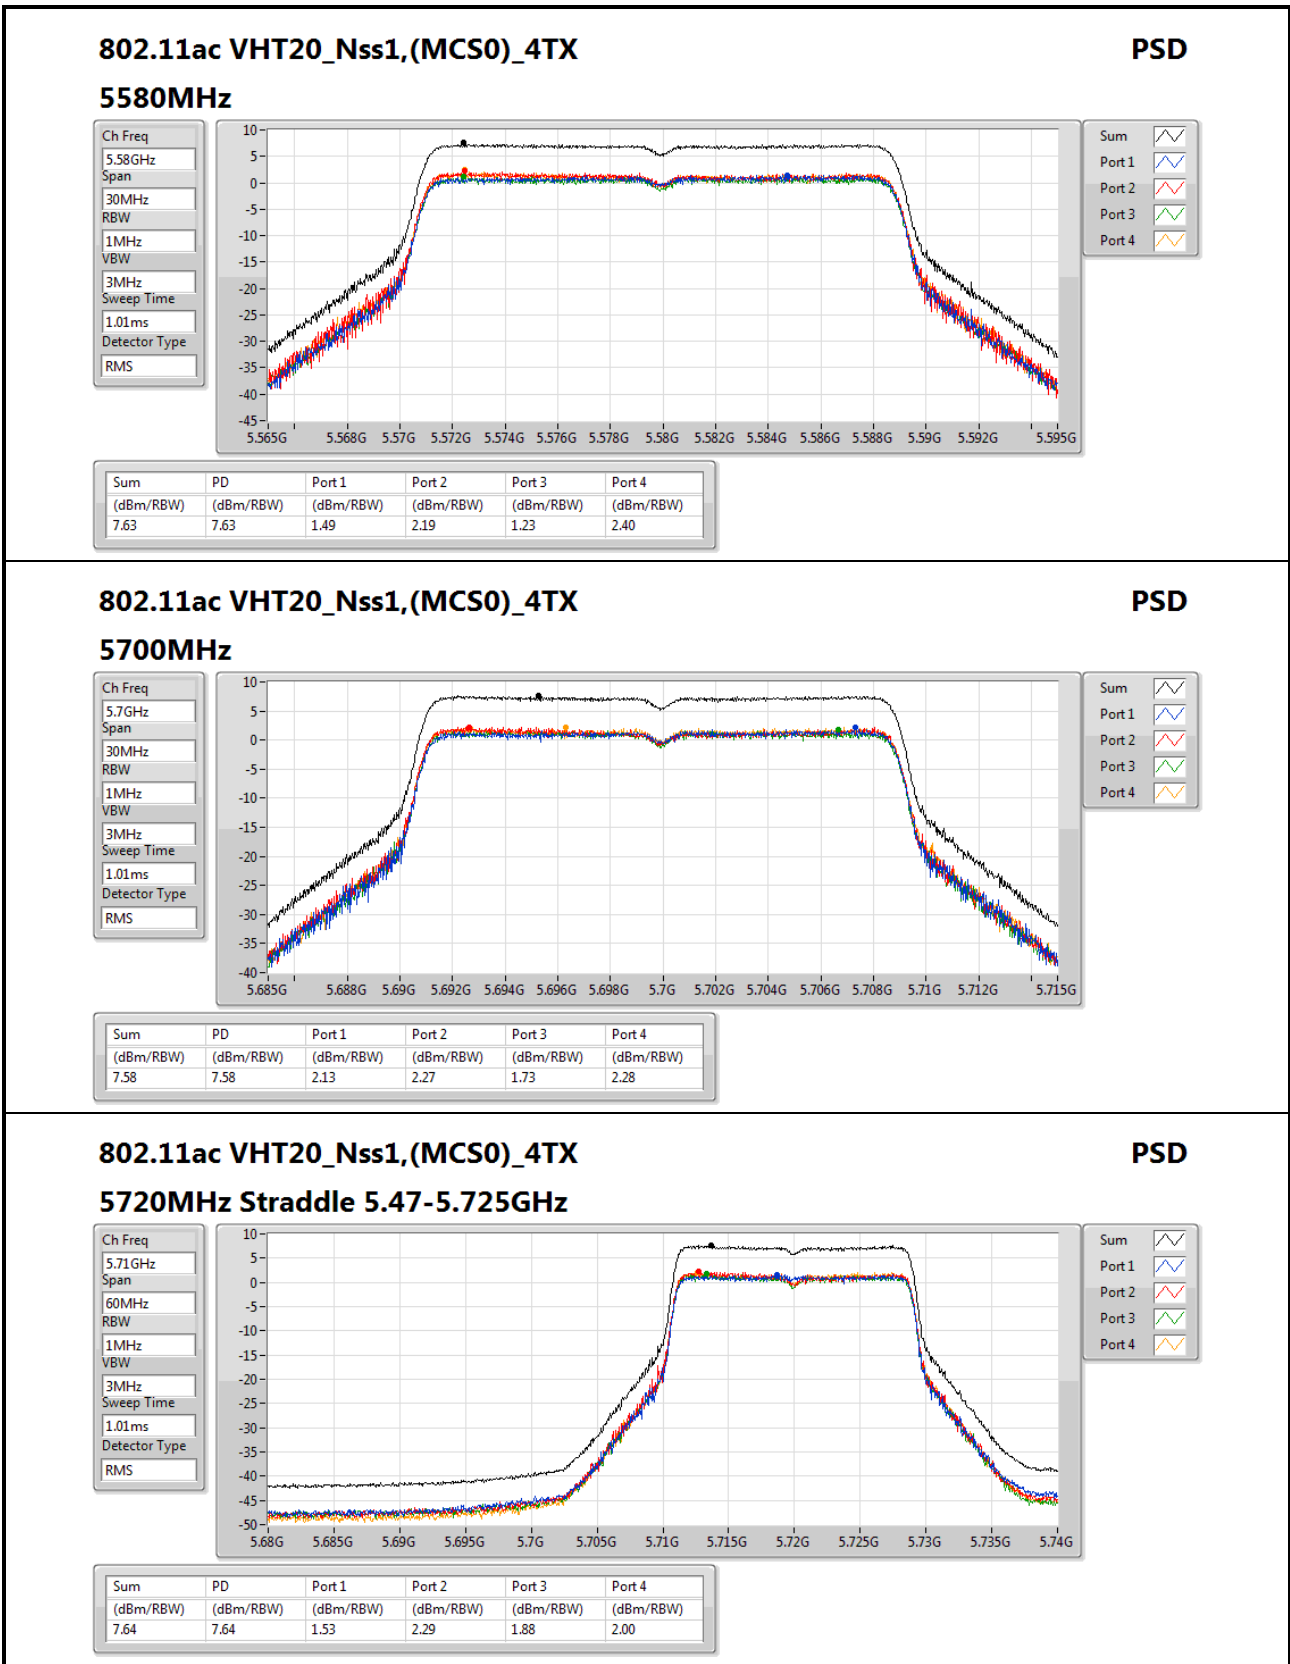 802.11ac VHT20_Nss1,(MCS0)_4TX PSD
5580MHz
Ch Freq
5.58GHz
Span
30MHz
RBW
1MHz
VBW
3MHz
Sweep Time
1.01ms
Detector Type
RMS
10
5
0
-5
-10
-15
-20
-25
-30
-35
-40
-45
5.565G 5.568G 5.57G 5.572G 5.574G 5.576G 5.578G 5.58G 5.582G 5.584G 5.586G 5.588G 5.59G 5.592G 5.595G
Sum
Port 1
Port 2
Port 3
Port 4
Sum PD Port 1 Port 2 Port 3 Port 4
(dBm/RBW) (dBm/RBW) (dBm/RBW) (dBm/RBW) (dBm/RBW) (dBm/RBW)
7.63 7.63 1.49 2.19 1.23 2.40
802.11ac VHT20_Nss1,(MCS0)_4TX PSD
5700MHz
Ch Freq
5.7GHz
Span
30MHz
RBW
1MHz
VBW
3MHz
Sweep Time
1.01ms
Detector Type
RMS
10
5
0
-5
-10
-15
-20
-25
-30
-35
-40
5.685G 5.688G 5.69G 5.692G 5.694G 5.696G 5.698G 5.7G 5.702G 5.704G 5.706G 5.708G 5.71G 5.712G 5.715G
Sum
Port 1
Port 2
Port 3
Port 4
Sum PD Port 1 Port 2 Port 3 Port 4
(dBm/RBW) (dBm/RBW) (dBm/RBW) (dBm/RBW) (dBm/RBW) (dBm/RBW)
7.58 7.58 2.13 2.27 1.73 2.28
802.11ac VHT20_Nss1,(MCS0)_4TX PSD
5720MHz Straddle 5.47-5.725GHz
Ch Freq
5.71GHz
Span
60MHz
RBW
1MHz
VBW
3MHz
Sweep Time
1.01ms
Detector Type
RMS
10
5
0
-5
-10
-15
-20
-25
-30
-35
-40
-45
-50
5.68G 5.685G 5.69G 5.695G 5.7G 5.705G 5.71G 5.715G 5.72G 5.725G 5.73G 5.735G 5.74G
Sum
Port 1
Port 2
Port 3
Port 4
Sum PD Port 1 Port 2 Port 3 Port 4
(dBm/RBW) (dBm/RBW) (dBm/RBW) (dBm/RBW) (dBm/RBW) (dBm/RBW)
7.64 7.64 1.53 2.29 1.88 2.00